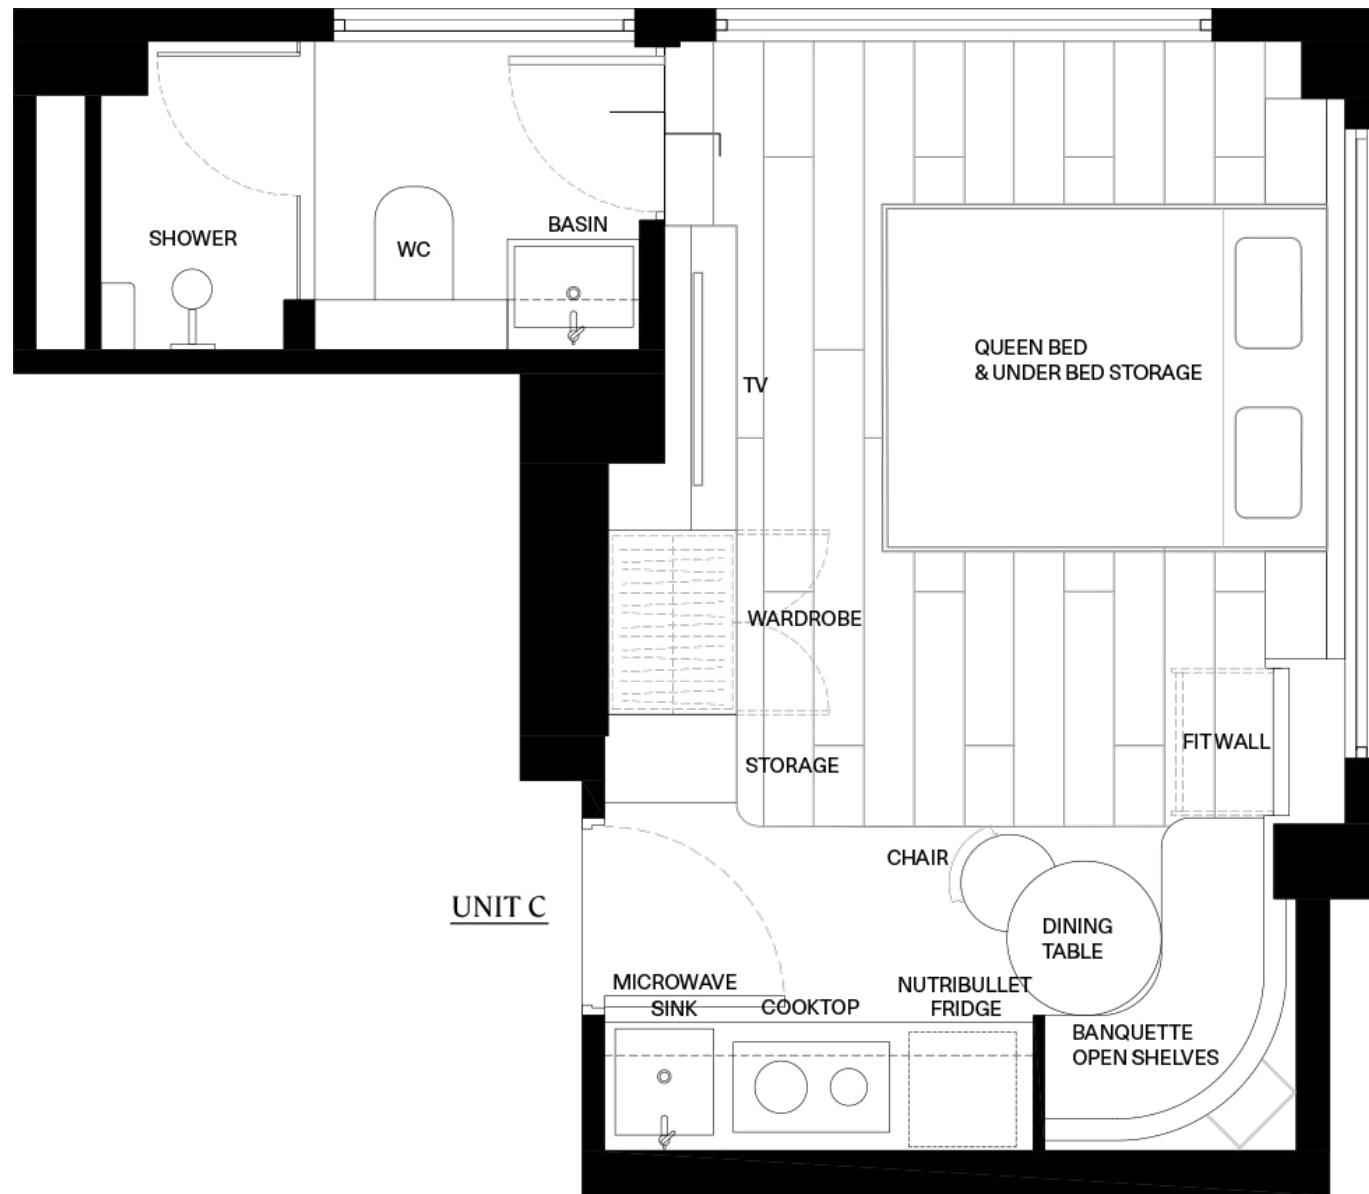 BASIN
SHOWER
WC
QUEEN BED
& UNDER BED STORAGE
TV
WARDROBE
FIT WALL
STORAGE
CHAIR
UNIT C
DINING
TABLE
MICROWAVE
SINK
COOKTOP
NUTRIBULLET
FRIDGE
BANQUETTE
OPEN SHELVES